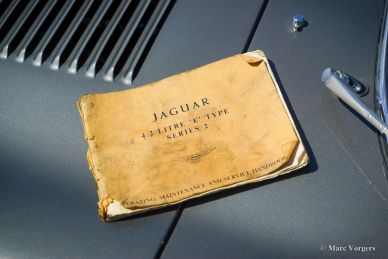 JAGUAR
4.2 LITRE 'E' TYPE
SERIES 2
OPERATING, MAINTENANCE AND SERVICE HANDBOOK
© Marc Vorgers